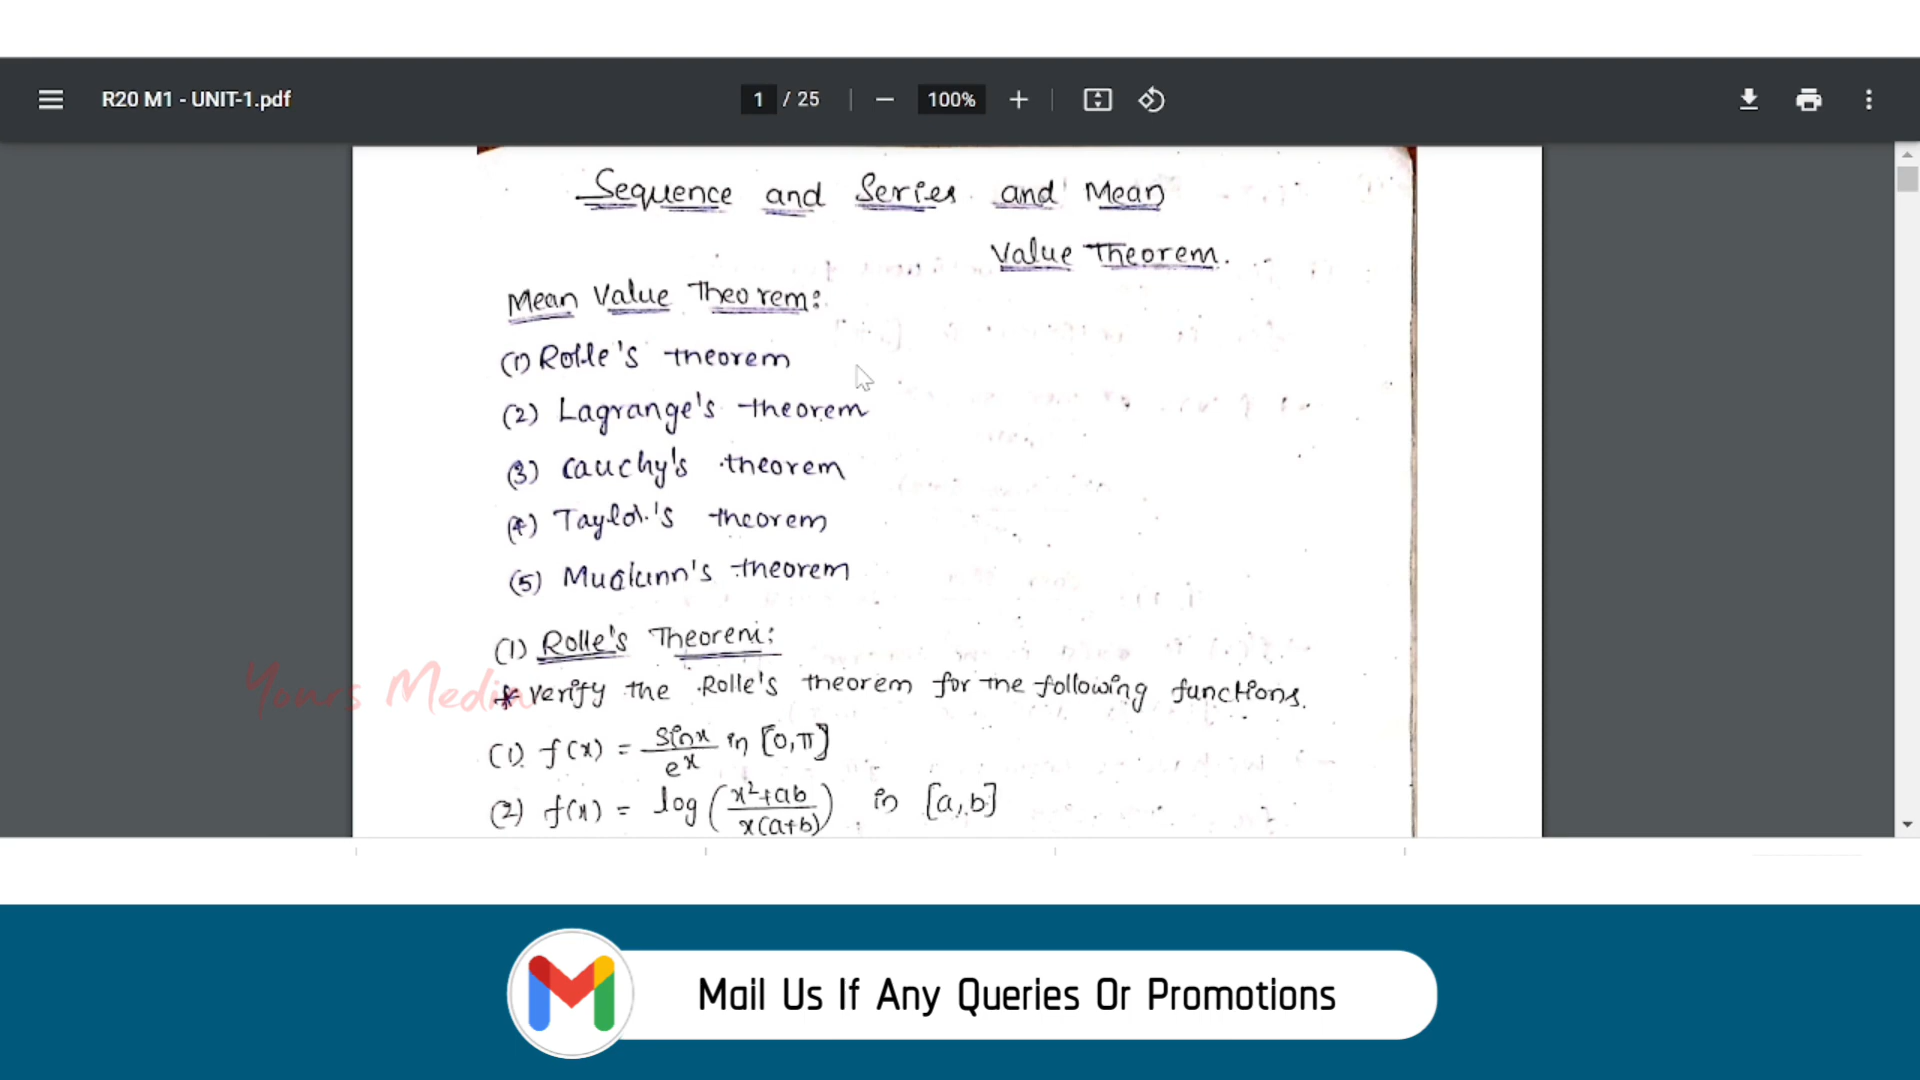 R20 M1 - UNIT-1.pdf
1 / 25
100%
Sequence and Series and Mean
Value Theorem.
Mean Value Theorem:
(1) Rolle's theorem
(2) Lagrange's theorem
(3) Cauchy's theorem
(4) Taylor's theorem
(5) theorem
(1) Rolle's Theorem:
Yours Media
* Verify the Rolle's theorem for the following functions.
(1) f(x) = sinx/e^x in [0,π]
(2) f(x) = log (x²+ab/x(a+b)) in [a,b]
Mail Us If Any Queries Or Promotions